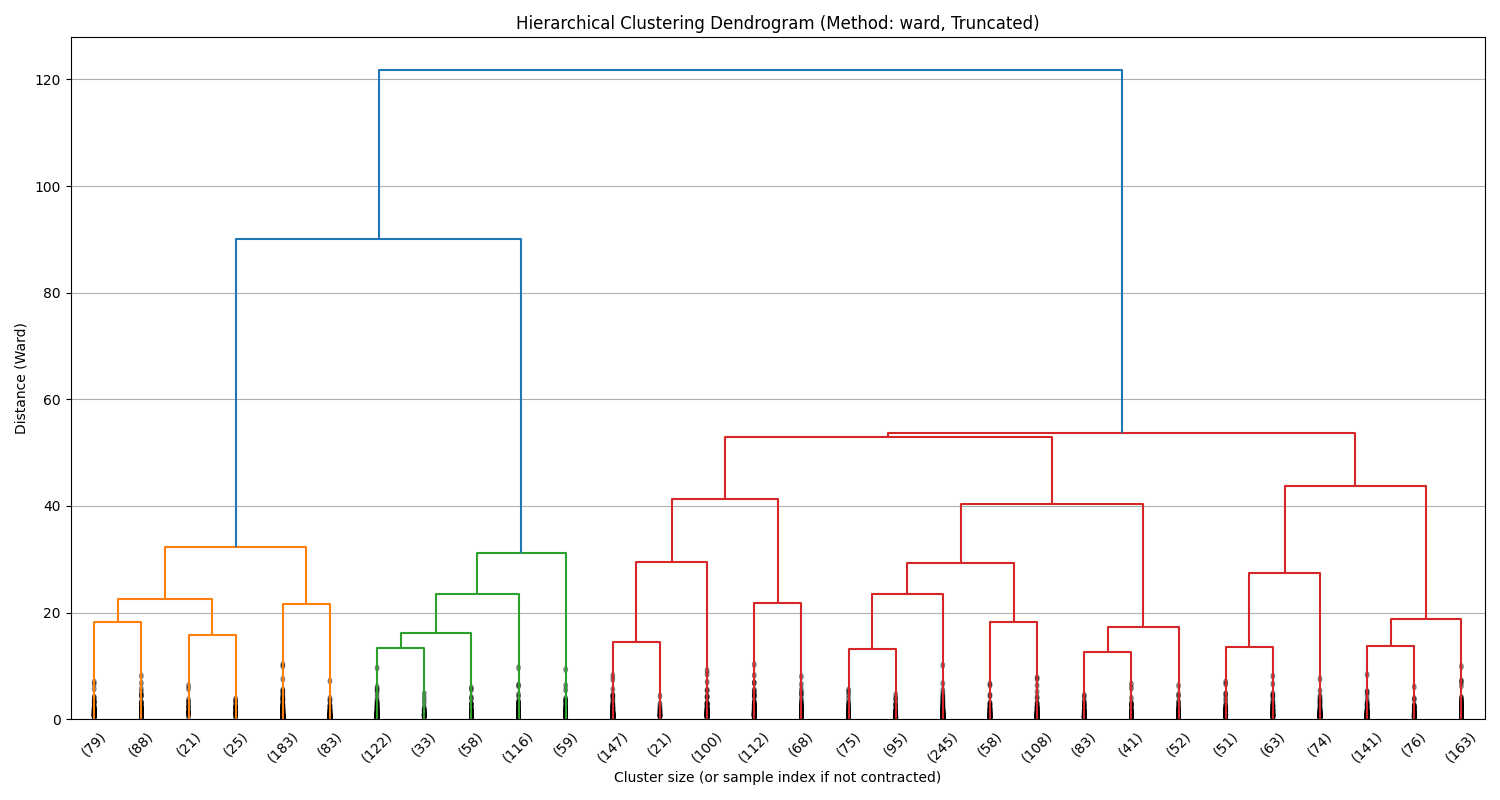 Hierarchical Clustering Dendrogram (Method: ward, Truncated)
Distance (Ward)
120
100
80
60
40
20
0
(79) (88) (21) (25) (183) (83) (122) (33) (58) (116) (59) (147) (21) (100) (112) (68) (75) (95) (245) (58) (108) (83) (41) (52) (51) (63) (74) (141) (76) (163)
Cluster size (or sample index if not contracted)